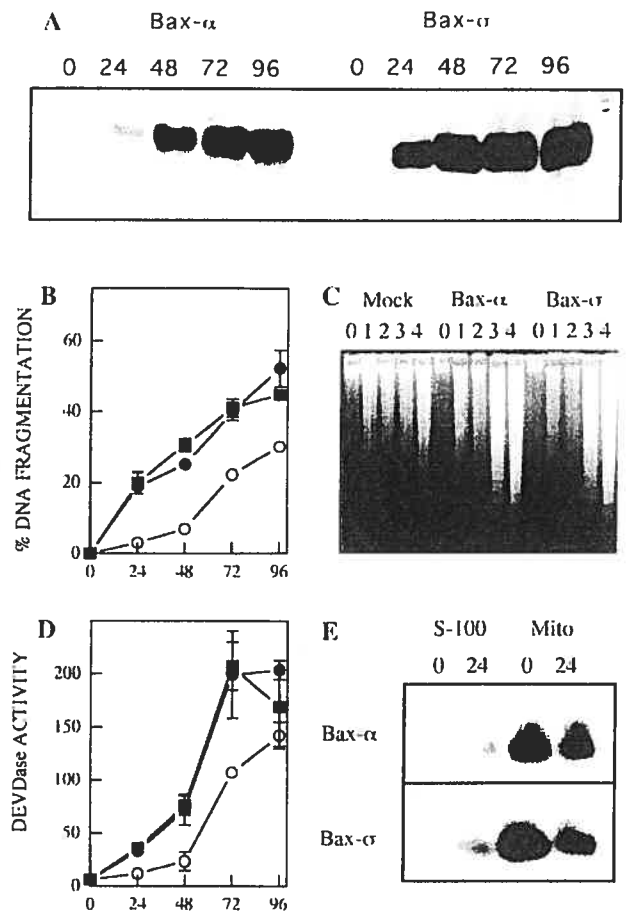 A Bax-α Bax-σ
0 24 48 72 96 0 24 48 72 96
B
% DNA FRAGMENTATION
60
40
20
0
0 24 48 72 96
C Mock Bax-α Bax-σ
0 1 2 3 4 0 1 2 3 4 0 1 2 3 4
D
DEVDase ACTIVITY
200
150
100
50
0
0 24 48 72 96
E S-100 Mito
0 24 0 24
Bax-α
Bax-σ